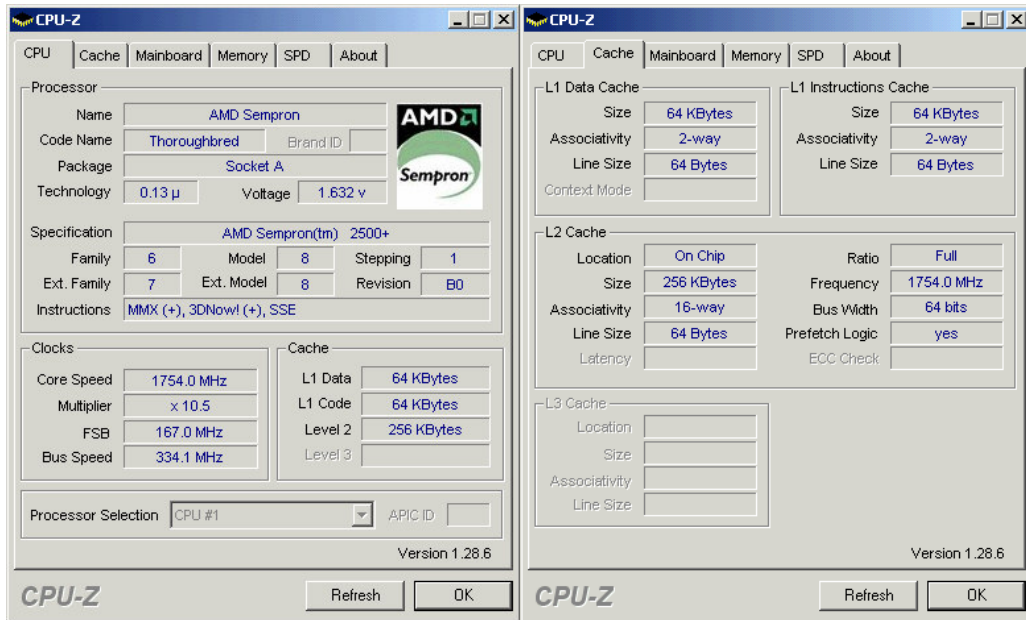 CPU-Z
CPU Cache Mainboard Memory SPD About
Processor
Name AMD Sempron
Code Name Thoroughbred Brand ID
Package Socket A
Technology 0.13 µ Voltage 1.632 v
AMD
Sempron
Specification AMD Sempron(tm) 2500+
Family 6 Model 8 Stepping 1
Ext. Family 7 Ext. Model 8 Revision B0
Instructions MMX (+), 3DNow! (+), SSE
Clocks
Core Speed 1754.0 MHz
Multiplier x 10.5
FSB 167.0 MHz
Bus Speed 334.1 MHz
Cache
L1 Data 64 KBytes
L1 Code 64 KBytes
Level 2 256 KBytes
Level 3
Processor Selection CPU #1 APIC ID
Version 1.28.6
CPU-Z Refresh OK
CPU-Z
CPU Cache Mainboard Memory SPD About
L1 Data Cache
Size 64 KBytes
Associativity 2-way
Line Size 64 Bytes
Context Mode
L1 Instructions Cache
Size 64 KBytes
Associativity 2-way
Line Size 64 Bytes
L2 Cache
Location On Chip Ratio Full
Size 256 KBytes Frequency 1754.0 MHz
Associativity 16-way Bus Width 64 bits
Line Size 64 Bytes Prefetch Logic yes
Latency ECC Check
L3 Cache
Location
Size
Associativity
Line Size
Version 1.28.6
CPU-Z Refresh OK